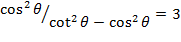 cos² θ/cot² θ − cos² θ = 3